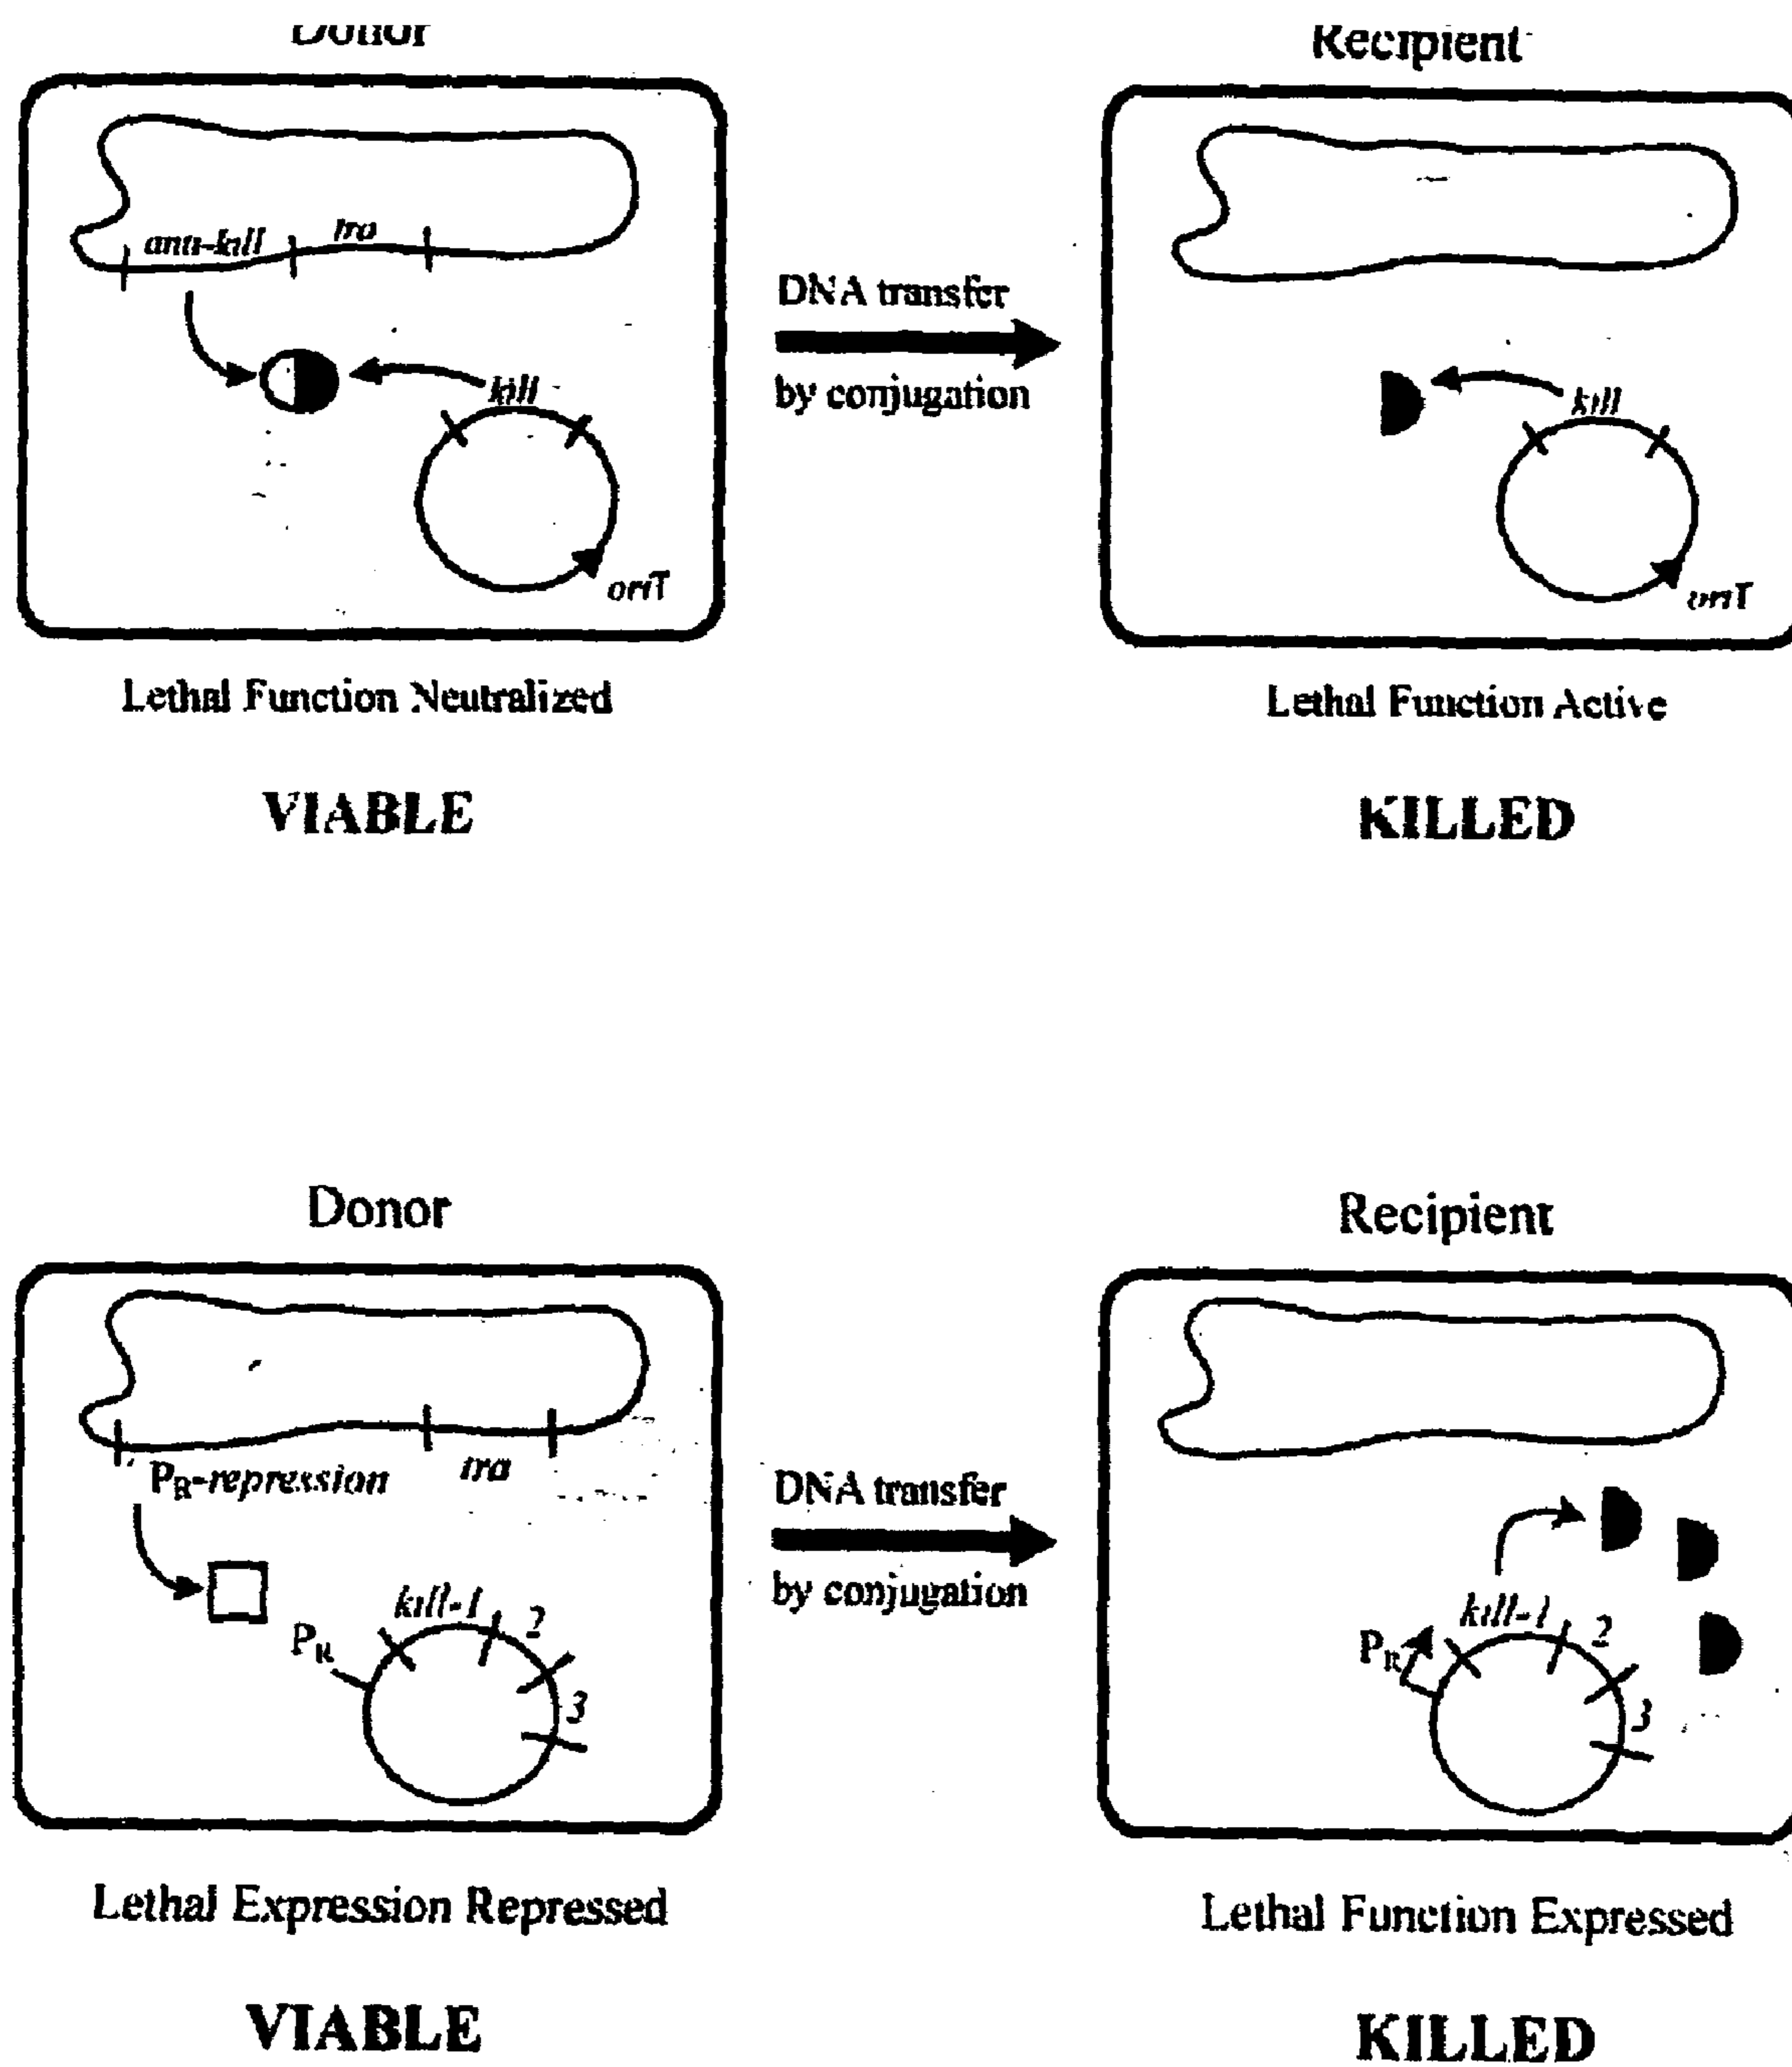 Donor
Recipient
anti-kill
tra
kill
oriT
DNA transfer
by conjugation
kill
oriT
Lethal Function Neutralized
Lethal Function Active
VIABLE
KILLED
Donor
Recipient
PR-repression
tra
PR
kill-1
2
3
DNA transfer
by conjugation
PR
kill-1
2
3
Lethal Expression Repressed
Lethal Function Expressed
VIABLE
KILLED